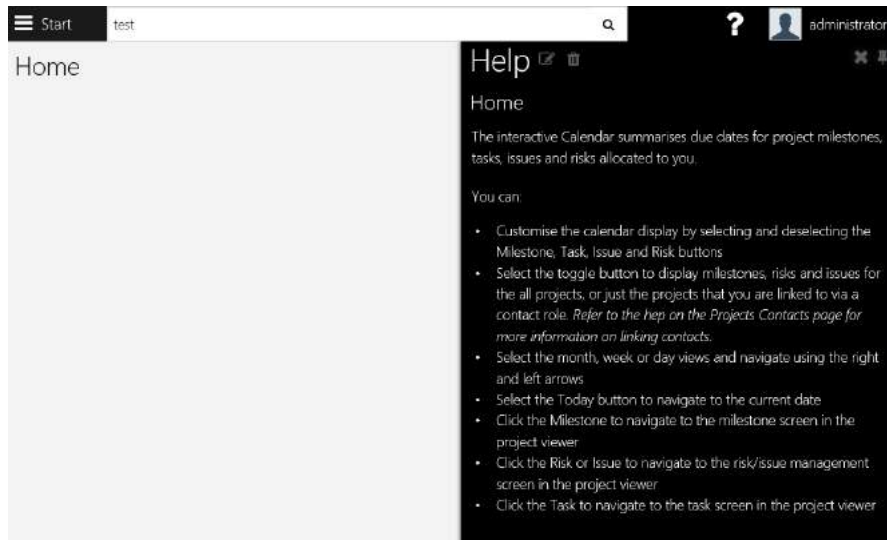 Start
test
administrator
Home
Help
Home
The interactive Calendar summarises due dates for project milestones,
tasks, issues and risks allocated to you.
You can:
• Customise the calendar display by selecting and deselecting the
Milestone, Task, Issue and Risk buttons
• Select the toggle button to display milestones, risks and issues for
the all projects, or just the projects that you are linked to via a
contact role. Refer to the hep on the Projects Contacts page for
more information on linking contacts.
• Select the month, week or day views and navigate using the right
and left arrows
• Select the Today button to navigate to the current date
• Click the Milestone to navigate to the milestone screen in the
project viewer
• Click the Risk or Issue to navigate to the risk/issue management
screen in the project viewer
• Click the Task to navigate to the task screen in the project viewer